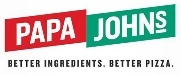 PAPA JOHNS
BETTER INGREDIENTS. BETTER PIZZA.